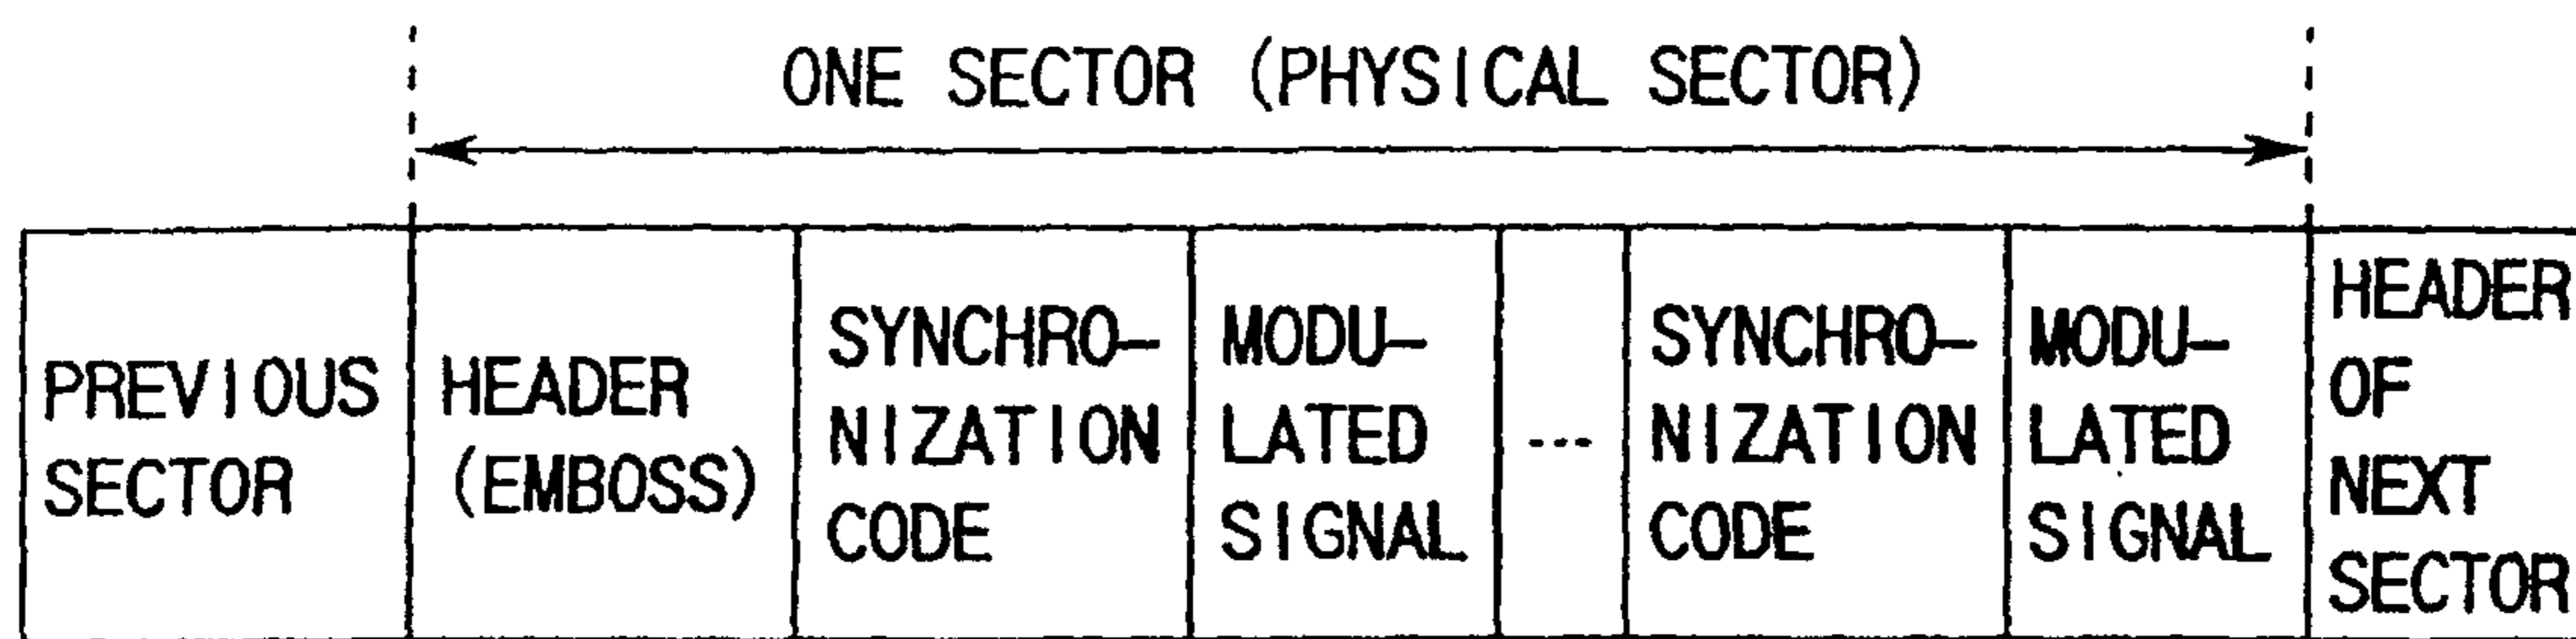 ONE SECTOR (PHYSICAL SECTOR)
PREVIOUS
SECTOR
HEADER
(EMBOSS)
SYNCHRO–
NIZATION
CODE
MODU–
LATED
SIGNAL
---
SYNCHRO–
NIZATION
CODE
MODU–
LATED
SIGNAL
HEADER
OF
NEXT
SECTOR